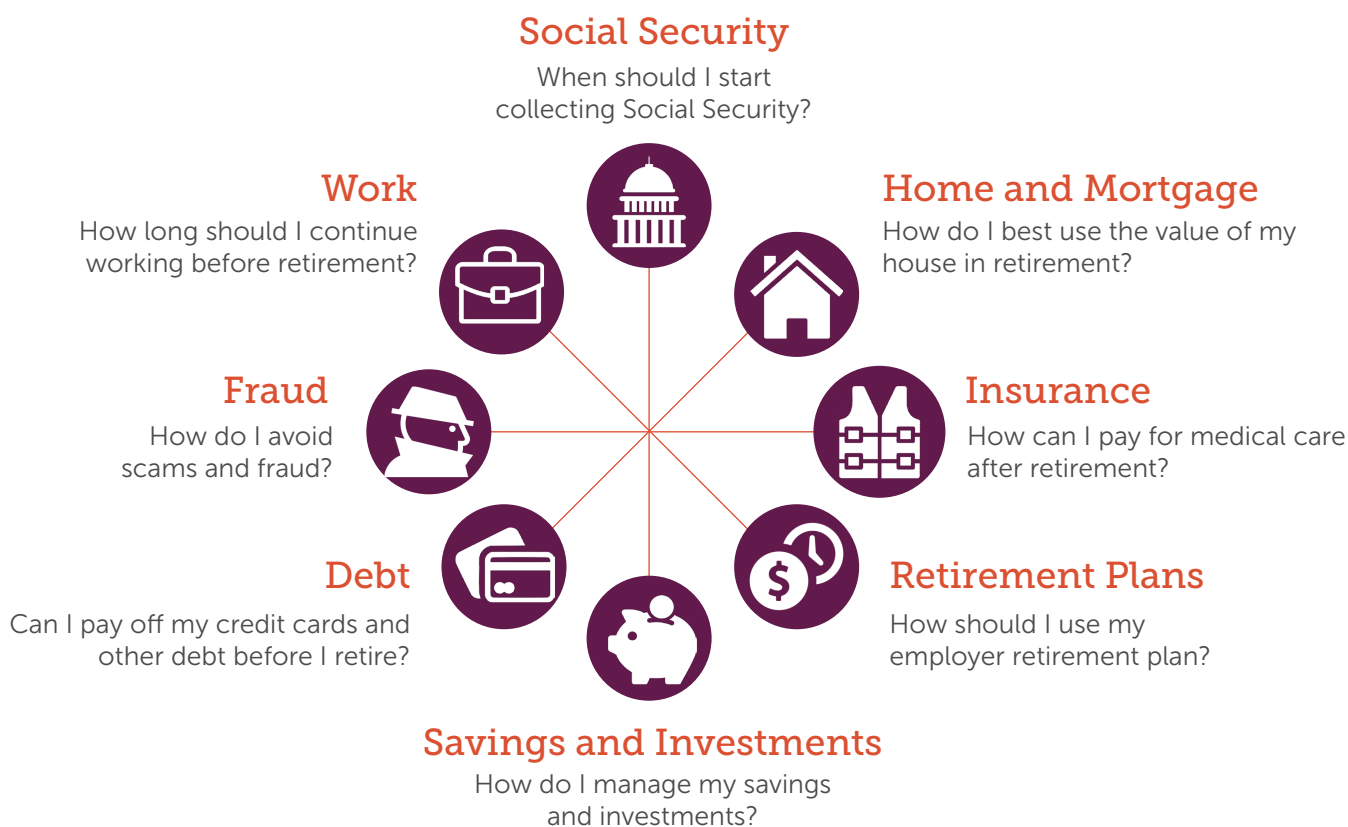 Social Security
When should I start
collecting Social Security?
Work
How long should I continue
working before retirement?
Home and Mortgage
How do I best use the value of my
house in retirement?
Fraud
How do I avoid
scams and fraud?
Insurance
How can I pay for medical care
after retirement?
Debt
Can I pay off my credit cards and
other debt before I retire?
$
Retirement Plans
How should I use my
employer retirement plan?
Savings and Investments
How do I manage my savings
and investments?